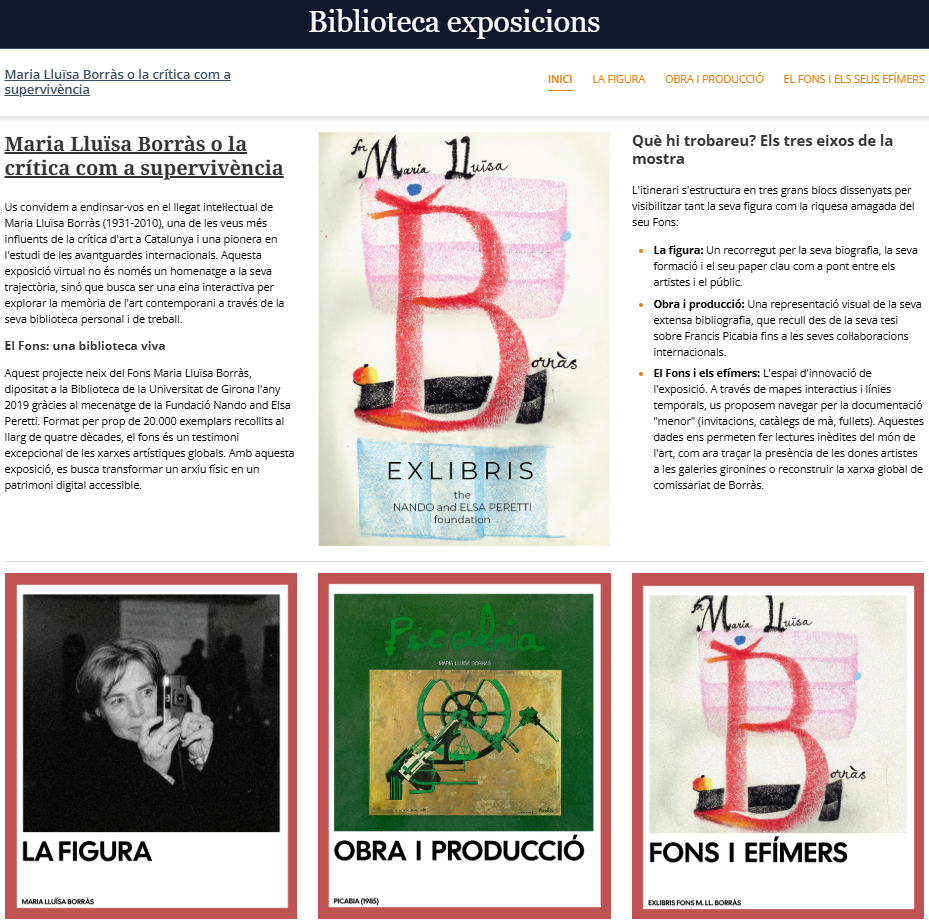 Biblioteca exposicions
Maria Lluïsa Borràs o la crítica com a
supervivència
INICI
LA FIGURA
OBRA I PRODUCCIÓ
EL FONS I ELS SEUS EFÍMERS
Maria Lluïsa Borràs o la
crítica com a supervivència
Us convidem a endinsar-vos en el llegat intel·lectual de
Maria Lluïsa Borràs (1931-2010), una de les veus més
influents de la crítica d'art a Catalunya i una pionera en
l'estudi de les avantguardes internacionals. Aquesta
exposició virtual no és només un homenatge a la seva
trajectòria, sinó que busca ser una eina interactiva per
explorar la memòria de l'art contemporani a través de la
seva biblioteca personal i de treball.
El Fons: una biblioteca viva
Aquest projecte neix del Fons Maria Lluïsa Borràs,
dipositat a la Biblioteca de la Universitat de Girona l'any
2019 gràcies al mecenatge de la Fundació Nando and Elsa
Peretti. Format per prop de 20.000 exemplars recollits al
llarg de quatre dècades, el fons és un testimoni
excepcional de les xarxes artístiques globals. Amb aquesta
exposició, es busca transformar un arxiu físic en un
patrimoni digital accessible.
for Maria Lluïsa
B
orràs
EXLIBRIS
the
NANDO and ELSA PERETTI
foundation
Què hi trobareu? Els tres eixos de la
mostra
L'itinerari s'estructura en tres grans blocs dissenyats per
visibilitzar tant la seva figura com la riquesa amagada del
seu Fons:
La figura: Un recorregut per la seva biografia, la seva
formació i el seu paper clau com a pont entre els
artistes i el públic.
Obra i producció: Una representació visual de la seva
extensa bibliografia, que recull des de la seva tesi
sobre Francis Picabia fins a les seves col·laboracions
internacionals.
El Fons i els efímers: L'espai d'innovació de
l'exposició. A través de mapes interactius i línies
temporals, us proposem navegar per la documentació
"menor" (invitacions, catàlegs de mà, fullets). Aquestes
dades ens permeten fer lectures inèdites del món de
l'art, com ara traçar la presència de les dones artistes
a les galeries gironines o reconstruir la xarxa global de
comissariat de Borràs.
LA FIGURA
MARIA LLUÏSA BORRÀS
Picabia
MARIA LLUÏSA BORRÀS
OBRA I PRODUCCIÓ
PICABIA (1985)
for Maria Lluïsa
B
orràs
FONS I EFÍMERS
EXLIBRIS FONS M. LL. BORRÀS